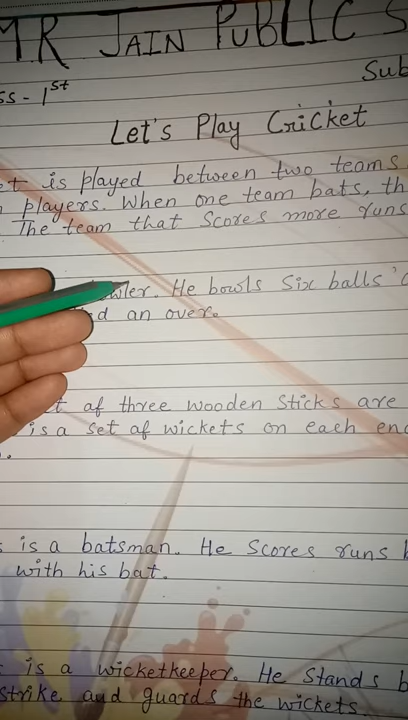 MR JAIN PUBLIC S
ss - 1st
Sub
Let's Play Cricket
et is played between two teams
players. When one team bats, th
The team that Scores more runs
wler. He bowls Six balls
d an over.
t of three wooden Sticks are
is a set of wickets on each end
is a batsman. He Scores runs b
with his bat.
is a wicketkeeper. He Stands b
strike and guards the wickets